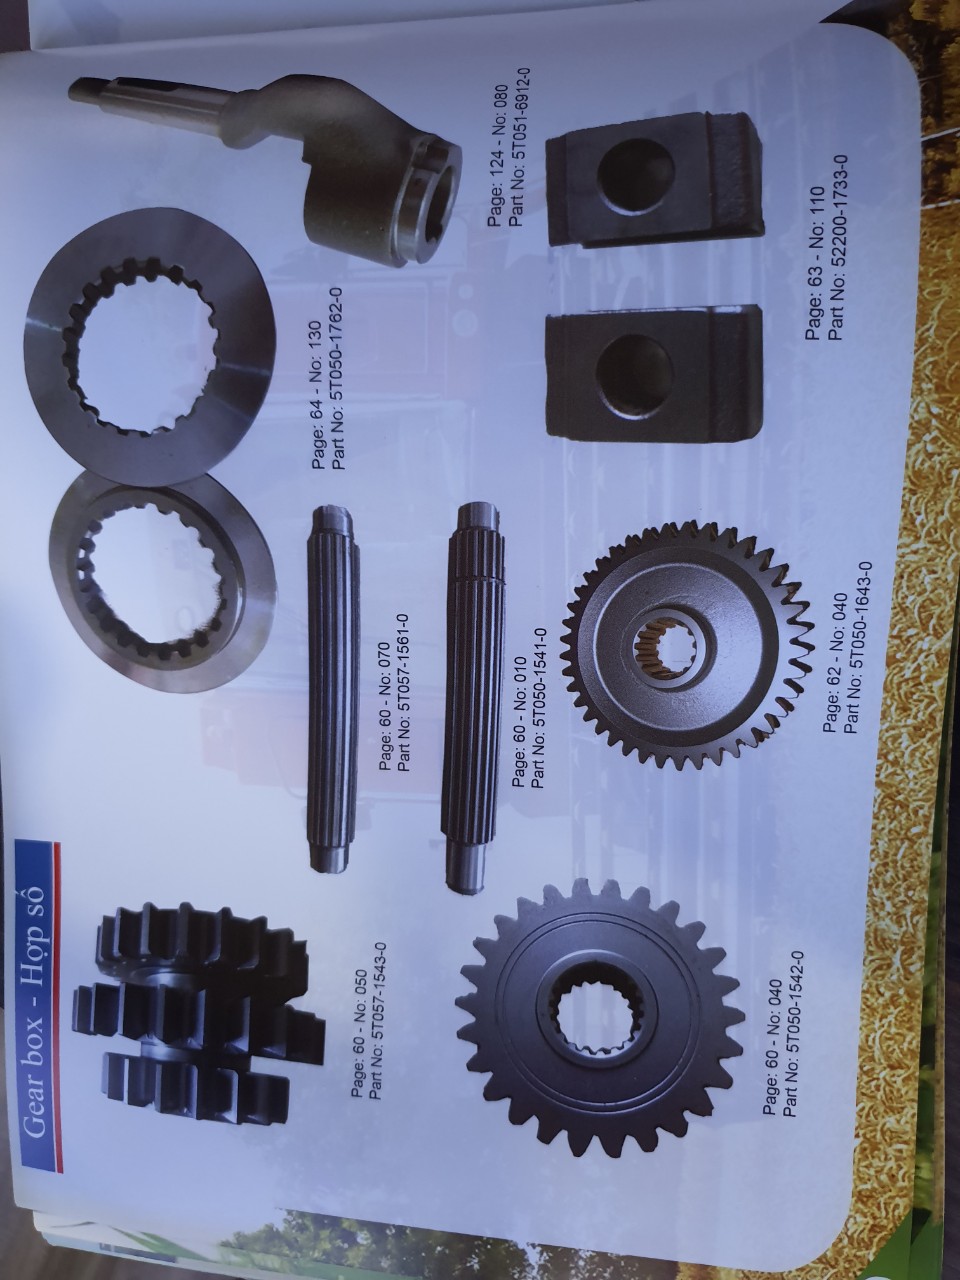 Gear box - Hợp số
Page: 60 - No: 050
Part No: 5T057-1543-0
Page: 60 - No: 070
Part No: 5T057-1561-0
Page: 64 - No: 130
Part No: 5T050-1762-0
Page: 124 - No: 080
Part No: 5T051-6912-0
Page: 60 - No: 040
Part No: 5T050-1542-0
Page: 60 - No: 010
Part No: 5T050-1541-0
Page: 62 - No: 040
Part No: 5T050-1643-0
Page: 63 - No: 110
Part No: 52200-1733-0